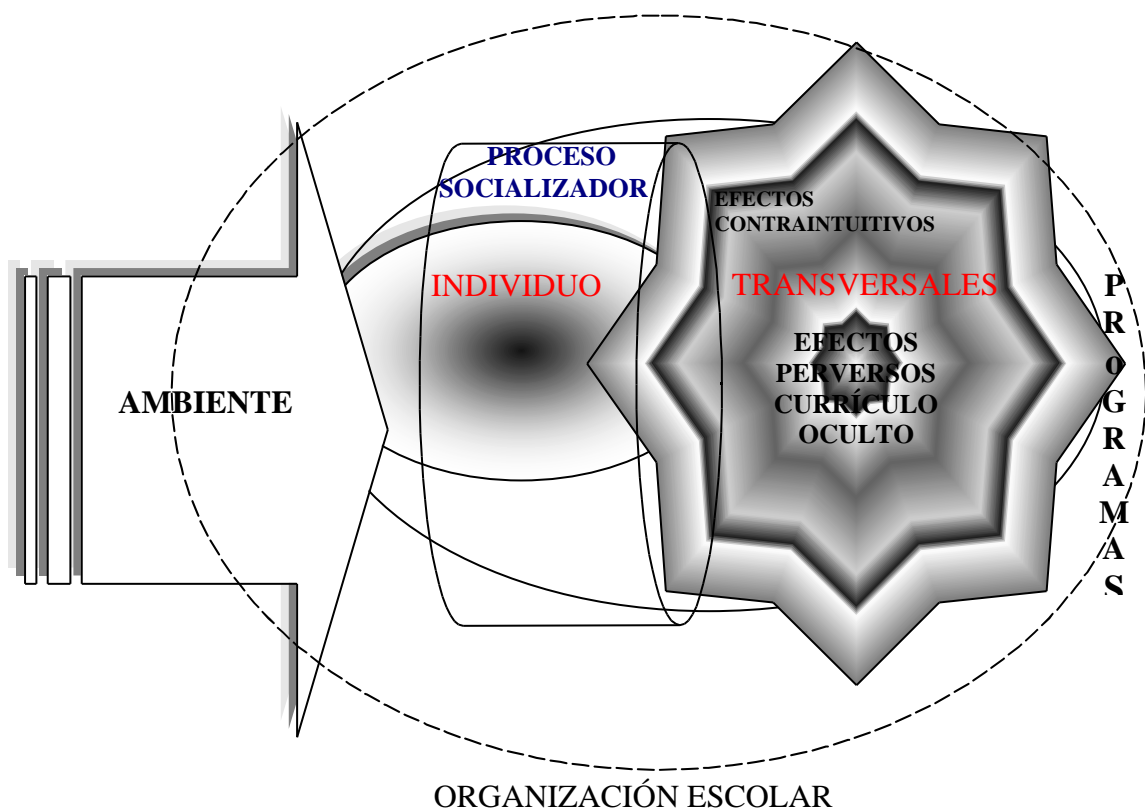 PROCESO
SOCIALIZADOR
EFECTOS
CONTRAINTUITIVOS
INDIVIDUO
TRANSVERSALES
AMBIENTE
EFECTOS
PERVERSOS
CURRÍCULO
OCULTO
P
R
o
G
R
A
M
A
S
ORGANIZACIÓN ESCOLAR